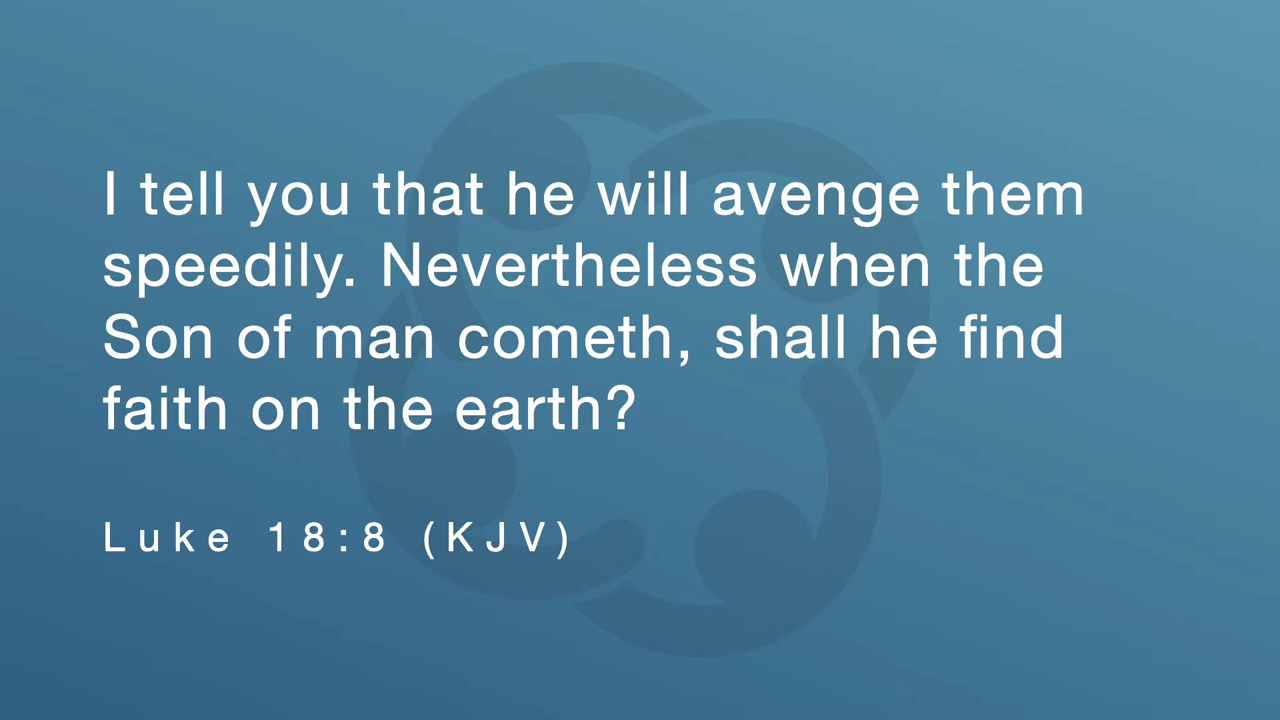 I tell you that he will avenge them
speedily. Nevertheless when the
Son of man cometh, shall he find
faith on the earth?
Luke 18:8 (KJV)